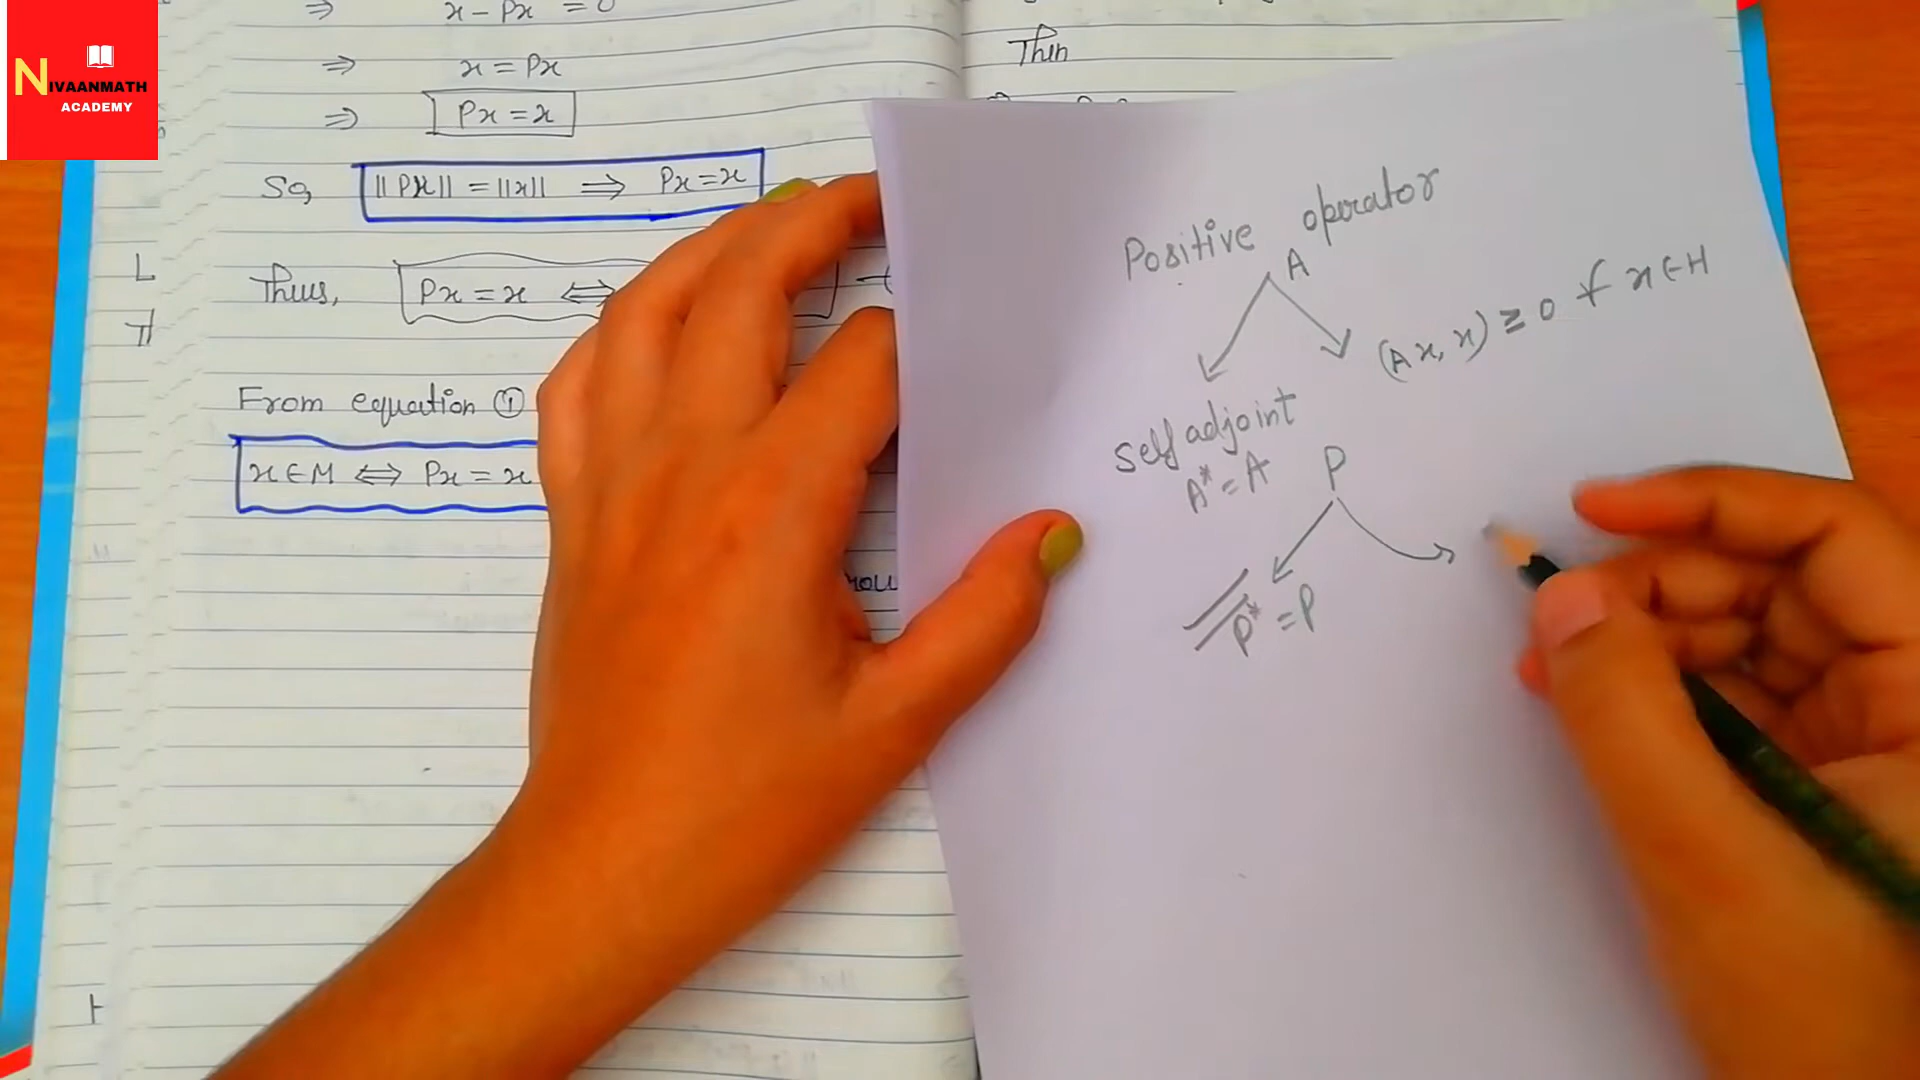 NIVAANMATH
ACADEMY
⇒ x - Px = 0
⇒ x = Px
⇒ Px = x
So, ||Px|| = ||x|| ⇒ Px = x
Thus, Px = x ⇔
From equation ①
x ∈ M ⇔ Px = x
Then
Positive operator
A
(Ax, x) ≥ 0 ∀ x ∈ H
Self adjoint
A* = A
P
P* = P